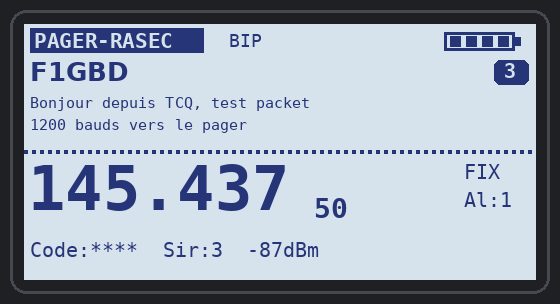 PAGER-RASEC BIP
F1GBD 3
Bonjour depuis TCQ, test packet
1200 bauds vers le pager
145.437 50 FIX
Al:1
Code:**** Sir:3 -87dBm